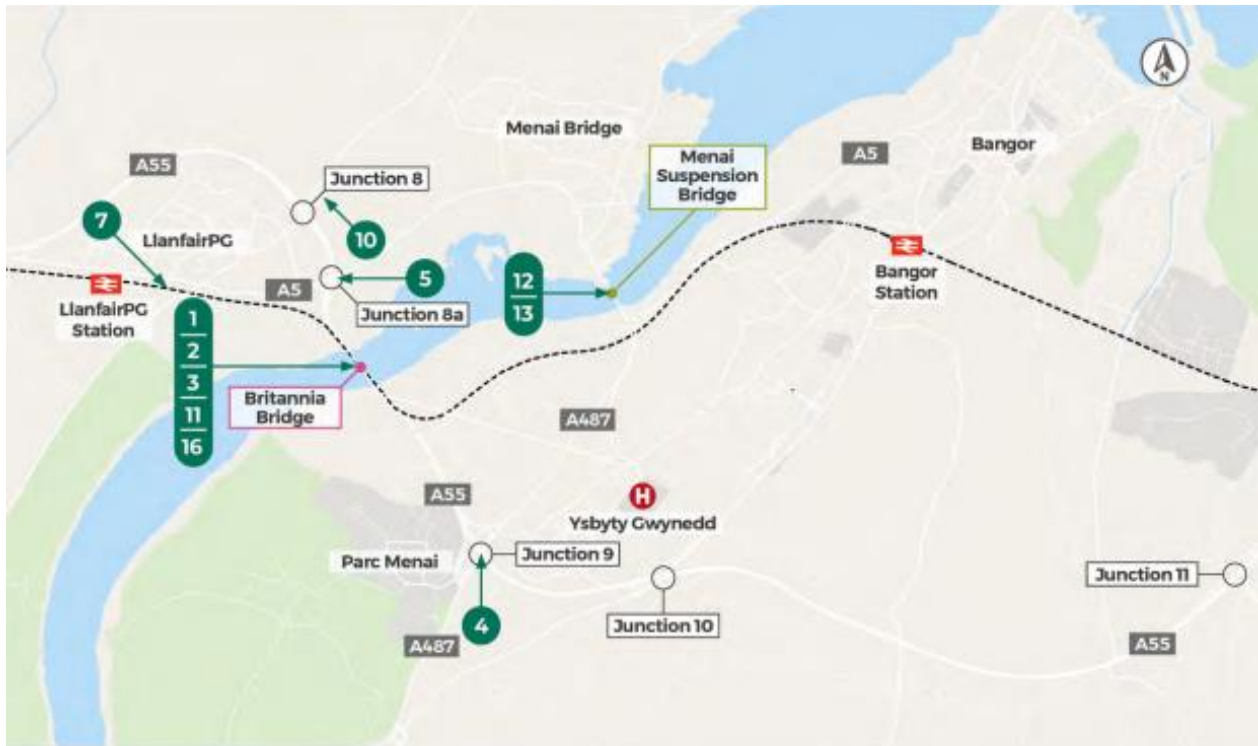 Menai Bridge
A5
Bangor
A55
Junction 8
Menai
Suspension
Bridge
7
LlanfairPG
10
LlanfairPG
Station
A5
5
Junction 8a
12
13
Bangor
Station
1
2
3
11
16
Britannia
Bridge
A487
A55
H
Ysbyty Gwynedd
Parc Menai
Junction 9
Junction 10
Junction 11
4
A487
A55
N